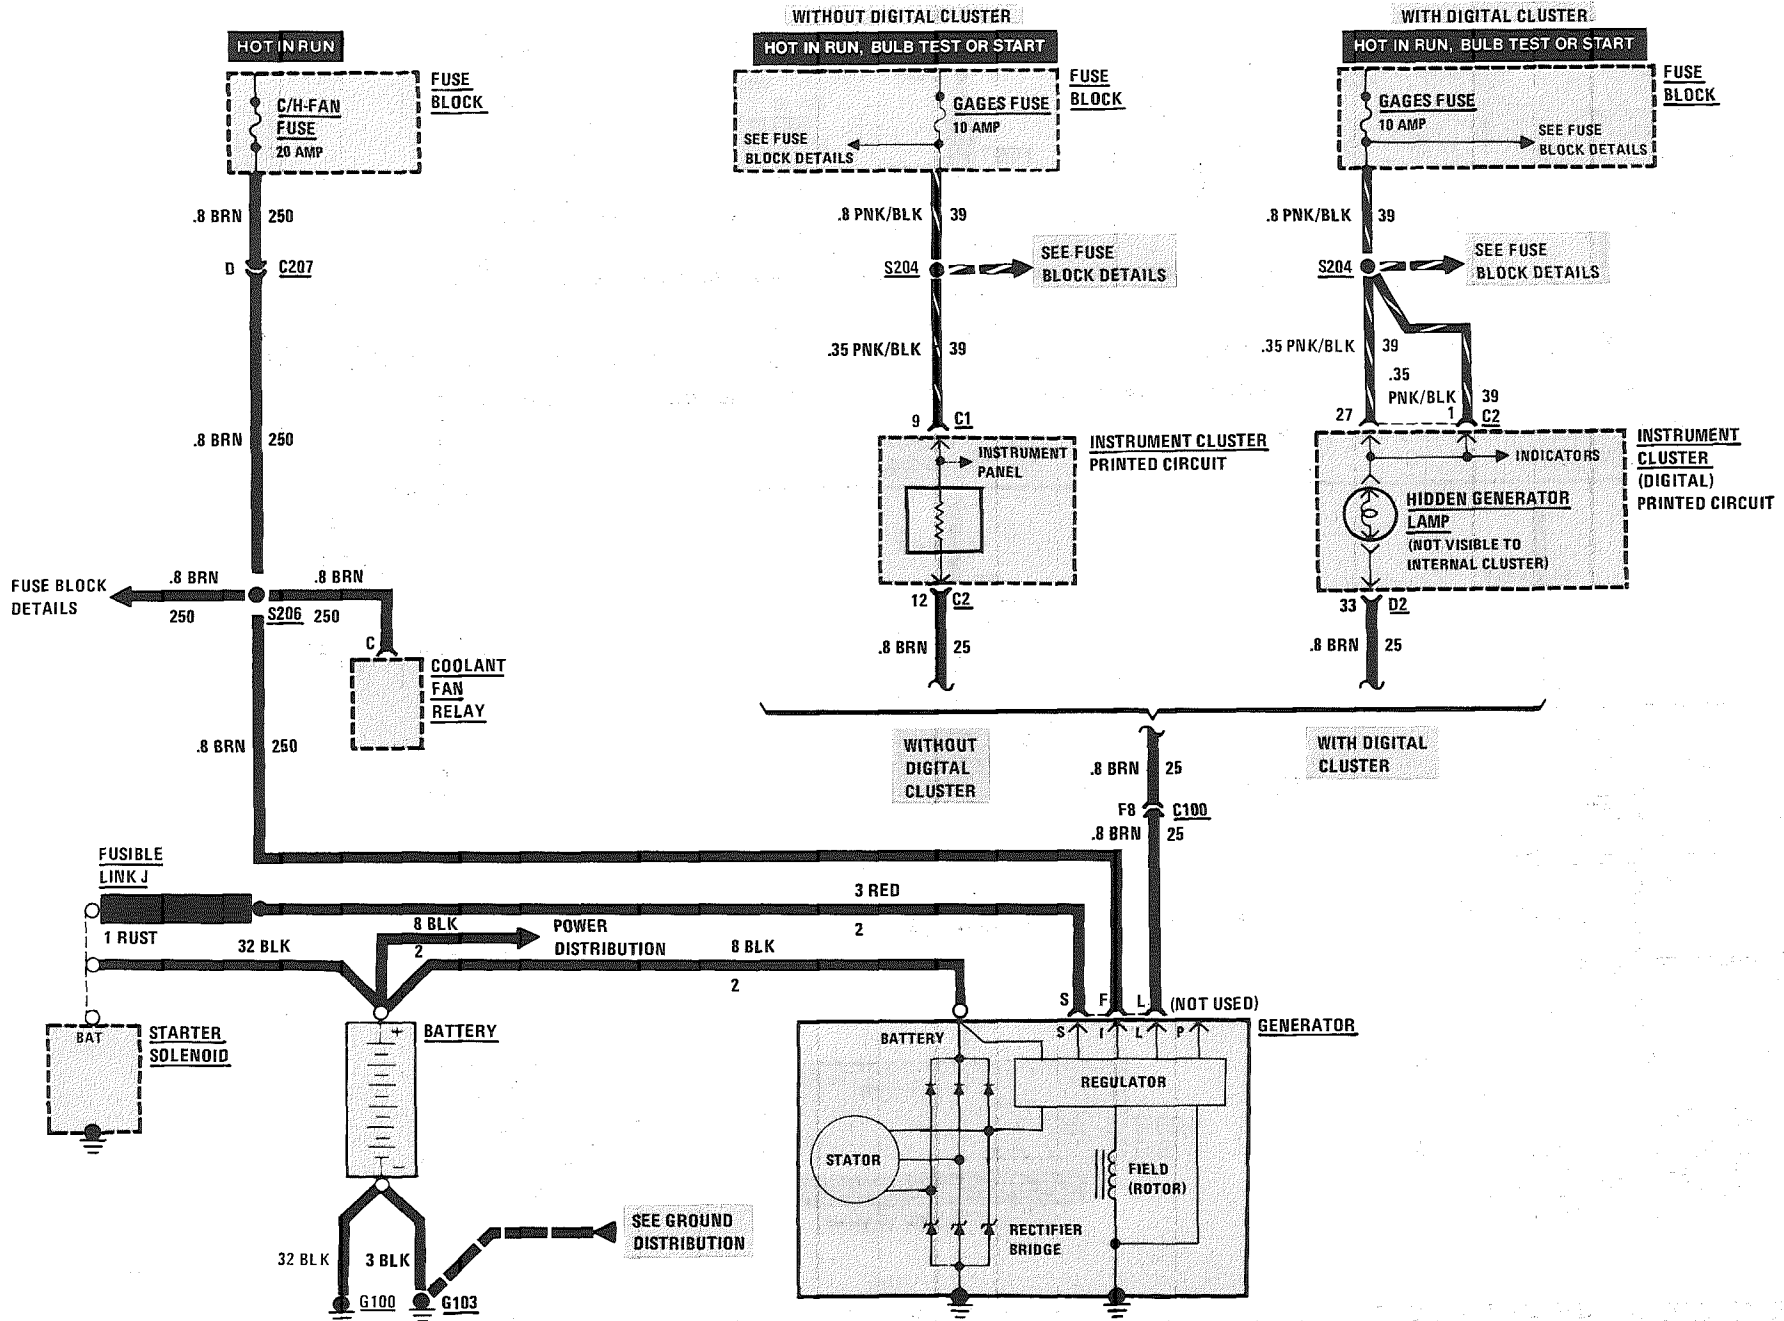 WITHOUT DIGITAL CLUSTER
WITH DIGITAL CLUSTER
HOT IN RUN
HOT IN RUN, BULB TEST OR START
HOT IN RUN, BULB TEST OR START
C/H-FAN
FUSE
20 AMP
FUSE
BLOCK
GAGES FUSE
10 AMP
SEE FUSE
BLOCK DETAILS
FUSE
BLOCK
GAGES FUSE
10 AMP
SEE FUSE
BLOCK DETAILS
FUSE
BLOCK
.8 BRN 250
.8 PNK/BLK 39
.8 PNK/BLK 39
D C207
S204
SEE FUSE
BLOCK DETAILS
S204
SEE FUSE
BLOCK DETAILS
.35 PNK/BLK 39
.35 PNK/BLK 39
.35
PNK/BLK 39
.8 BRN 250
9 C1
27 1 C2
INSTRUMENT
PANEL
INSTRUMENT CLUSTER
PRINTED CIRCUIT
INDICATORS
HIDDEN GENERATOR
LAMP
(NOT VISIBLE TO
INTERNAL CLUSTER)
INSTRUMENT
CLUSTER
(DIGITAL)
PRINTED CIRCUIT
FUSE BLOCK
DETAILS
.8 BRN
250
S206
.8 BRN
250
12 C2
33 D2
C
COOLANT
FAN
RELAY
.8 BRN 25
.8 BRN 25
.8 BRN 250
WITHOUT
DIGITAL
CLUSTER
WITH DIGITAL
CLUSTER
.8 BRN 25
F8 C100
.8 BRN 25
FUSIBLE
LINK J
1 RUST
3 RED
2
32 BLK
8 BLK
2
POWER
DISTRIBUTION
8 BLK
2
S F L (NOT USED)
BAT
STARTER
SOLENOID
+
BATTERY
-
BATTERY
S I L P
GENERATOR
REGULATOR
STATOR
FIELD
(ROTOR)
RECTIFIER
BRIDGE
SEE GROUND
DISTRIBUTION
32 BLK
3 BLK
G100
G103